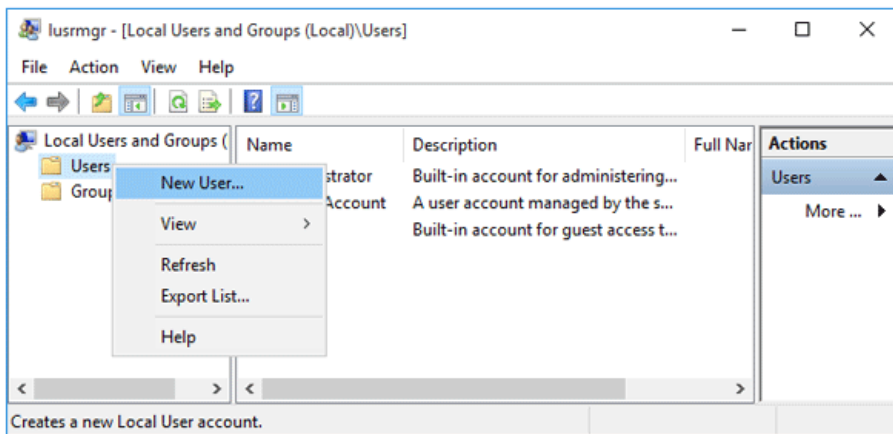 lusrmgr - [Local Users and Groups (Local)\Users]
File Action View Help
Local Users and Groups (
Users
Group
New User...
View
Refresh
Export List...
Help
Name Description Full Nar
strator Built-in account for administering...
Account A user account managed by the s...
Built-in account for guest access t...
Actions
Users
More ...
Creates a new Local User account.